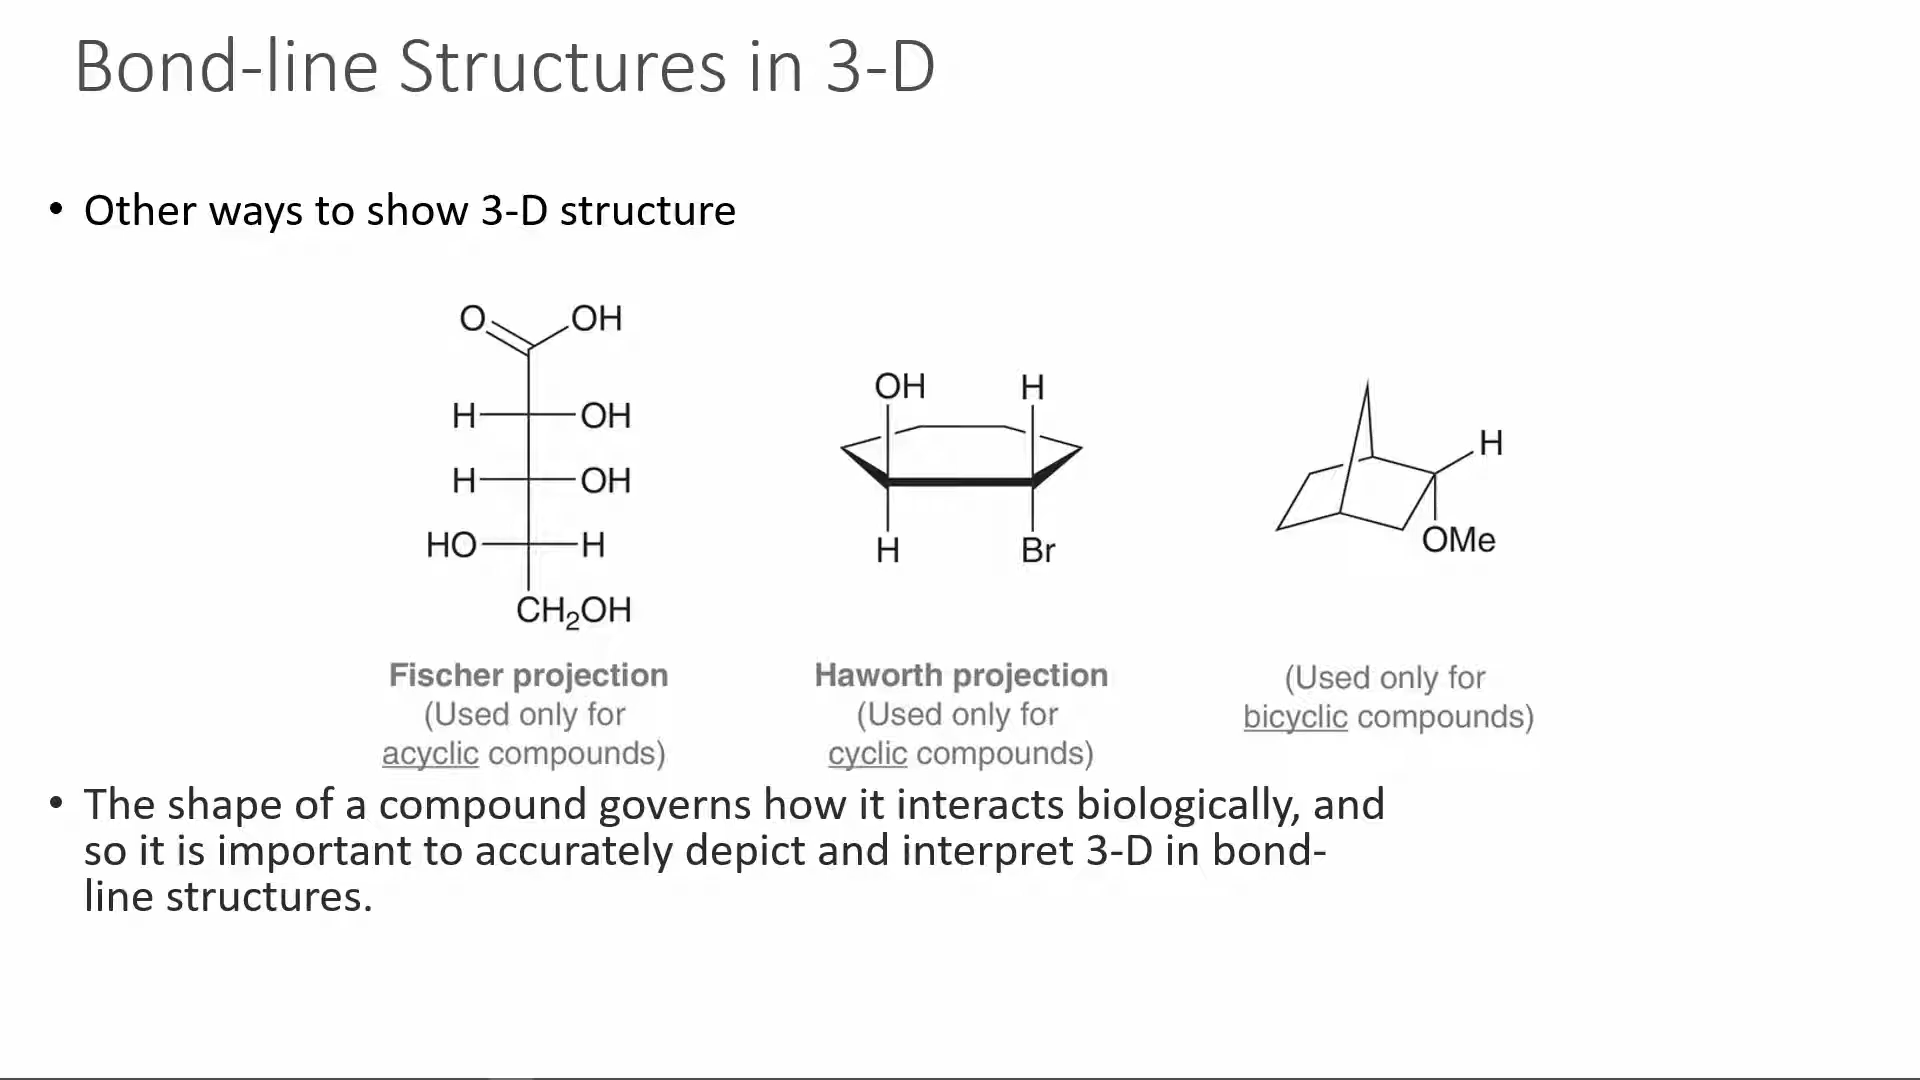 Bond-line Structures in 3-D
• Other ways to show 3-D structure
O OH
H OH
H OH
HO H
CH₂OH
OH H
H Br
H
OMe
Fischer projection
(Used only for
acyclic compounds)
Haworth projection
(Used only for
cyclic compounds)
(Used only for
bicyclic compounds)
• The shape of a compound governs how it interacts biologically, and
so it is important to accurately depict and interpret 3-D in bond-
line structures.